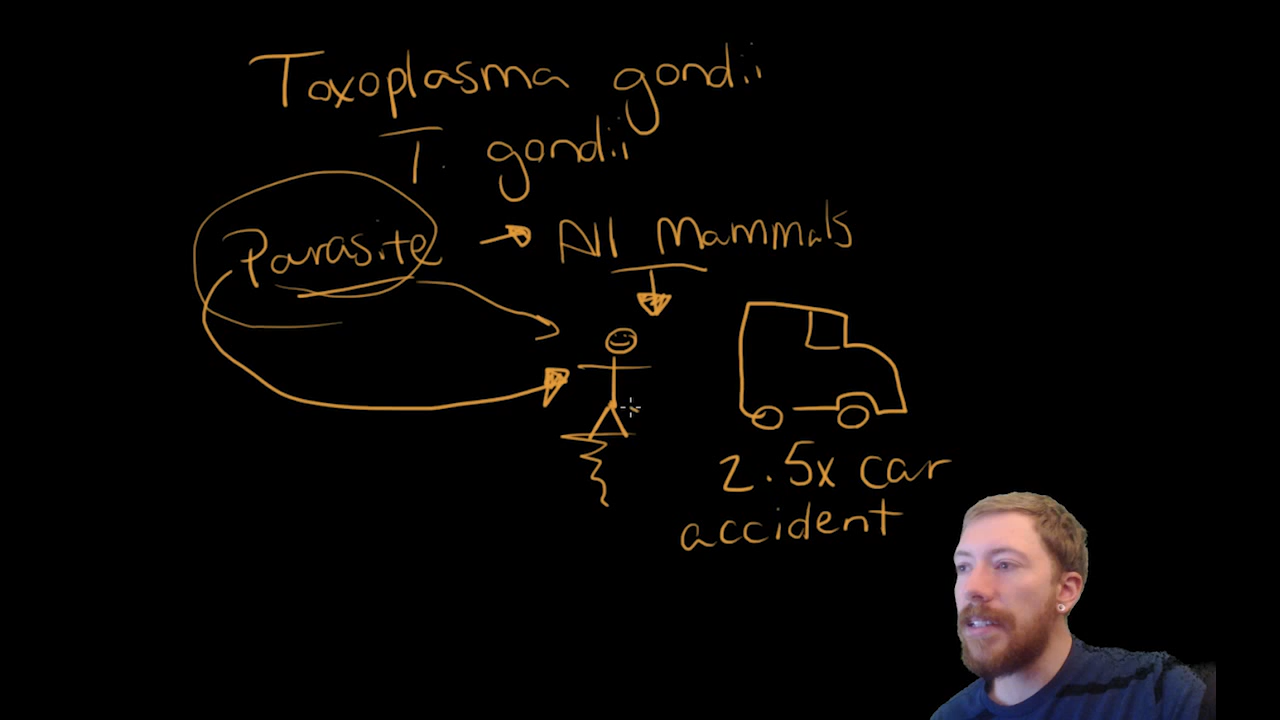 Toxoplasma gondii
T. gondii
Parasite → All Mammals
2.5x car
accident